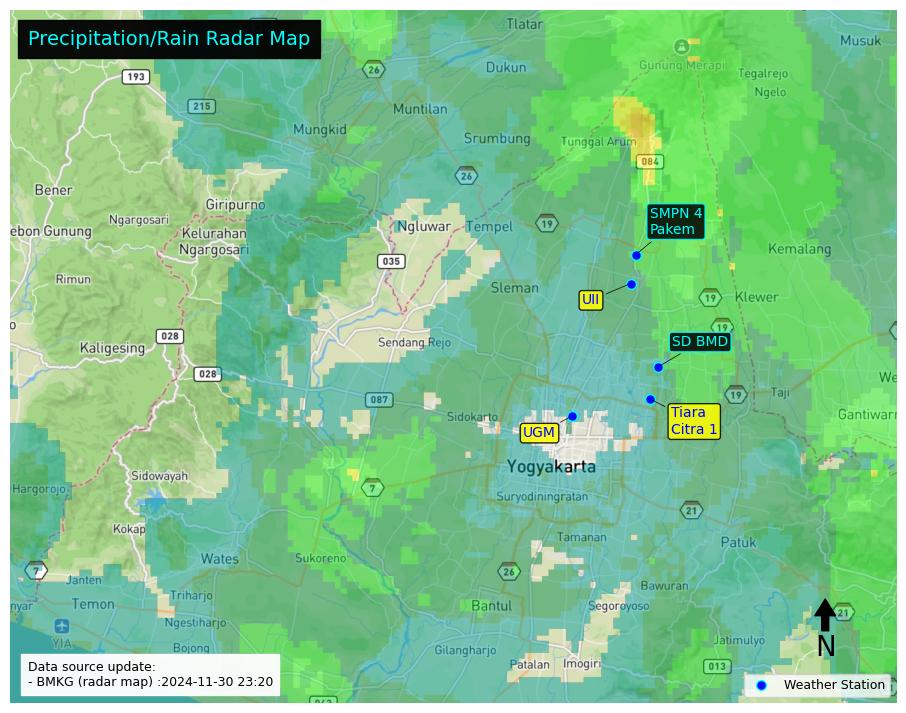 Precipitation/Rain Radar Map
Tlatar
Musuk
26
193
Dukun
Gunung Merapi
Tegalrejo
Ngelo
215
Muntilan
Mungkid
Srumbung
Tunggal Arum
084
Bener
26
Giripurno
SMPN 4
Pakem
Ngargosari
Ngluwar
Tempel
19
ebon Gunung
Kelurahan
Ngargosari
Kemalang
035
Rimun
Sleman
UII
19
Klewer
028
19
Kaligesing
Sendang Rejo
SD BMD
028
087
19
Taji
We
Sidokarto
Tiara
Citra 1
Gantiwarn
UGM
Yogyakarta
Sidowayah
Hargorojo
7
Suryodiningratan
21
Kokap
Tamanan
Patuk
Wates
Sukoreno
7
Janten
26
Bawuran
Triharjo
nyar
Temon
Bantul
Segoroyoso
21
Ngestiharjo
YIA
Bojong
Gilangharjo
Jatimulyo
N
Patalan
Imogiri
013
Data source update:
- BMKG (radar map) :2024-11-30 23:20
Weather Station